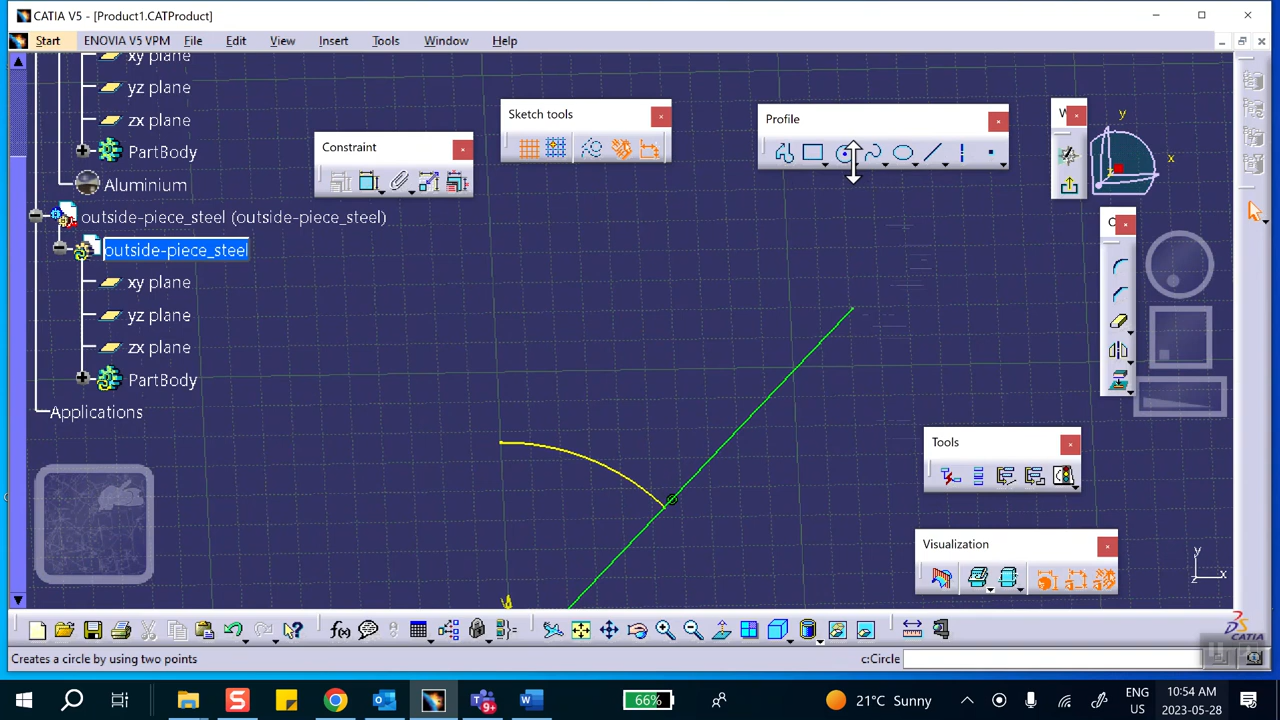 CATIA V5 - [Product1.CATProduct]
Start ENOVIA V5 VPM File Edit View Insert Tools Window Help
xy plane
yz plane
zx plane
PartBody
Aluminium
outside-piece_steel (outside-piece_steel)
outside-piece_steel
xy plane
yz plane
zx plane
PartBody
Applications
Constraint
Sketch tools
Profile
y
x
Tools
Visualization
y
z x
f(x)
CATIA
Creates a circle by using two points
c:Circle
66%
9+
21°C Sunny
ENG
US
10:54 AM
2023-05-28